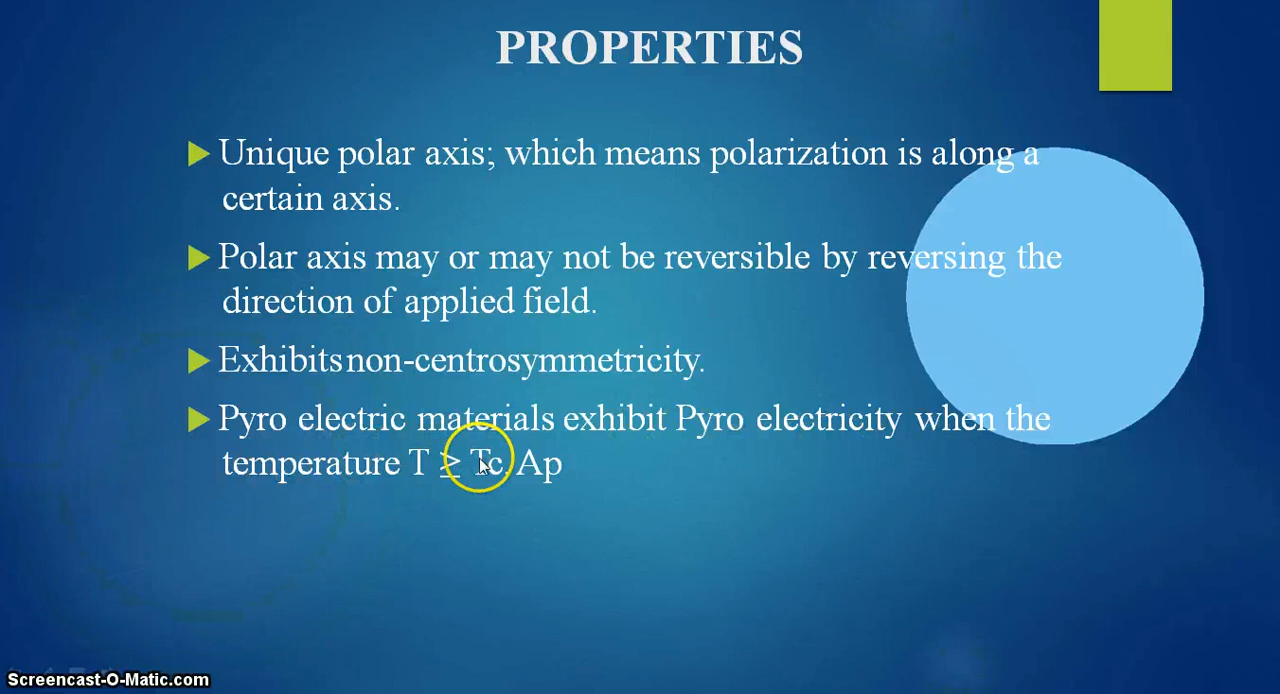 PROPERTIES
Unique polar axis; which means polarization is along a
certain axis.
Polar axis may or may not be reversible by reversing the
direction of applied field.
Exhibits non-centrosymmetricity.
Pyro electric materials exhibit Pyro electricity when the
temperature T ≥ Tc. Ap
Screencast-O-Matic.com